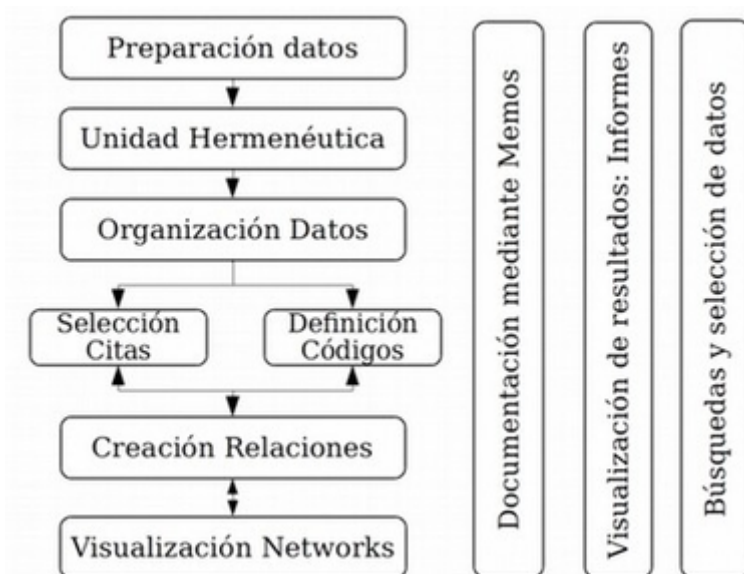 Preparación datos
Unidad Hermenéutica
Organización Datos
Selección
Citas
Definición
Códigos
Creación Relaciones
Visualización Networks
Documentación mediante Memos
Visualización de resultados: Informes
Búsquedas y selección de datos